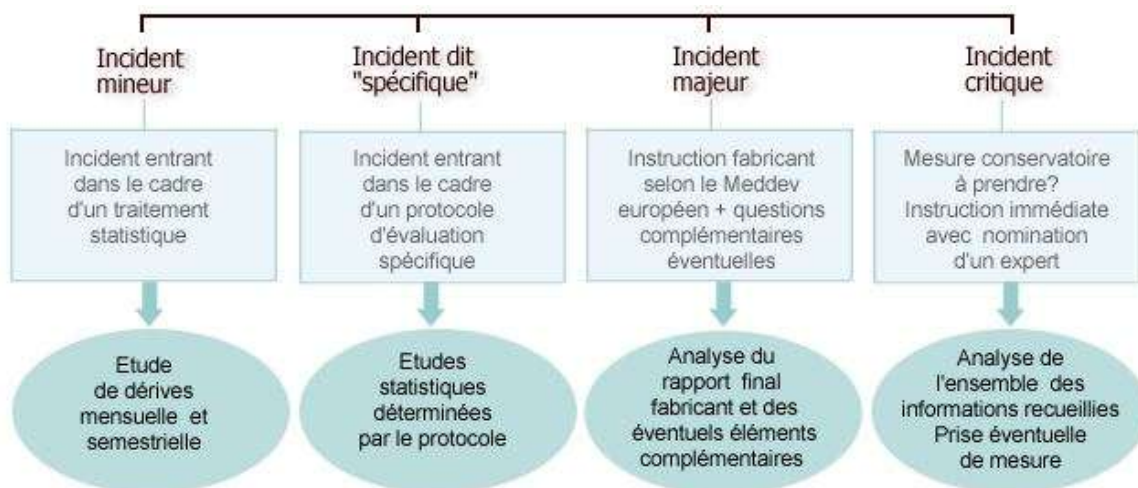 Incident
mineur
Incident dit
"spécifique"
Incident
majeur
Incident
critique
Incident entrant
dans le cadre
d'un traitement
statistique
Incident entrant
dans le cadre
d'un protocole
d'évaluation
spécifique
Instruction fabricant
selon le Meddev
européen + questions
complémentaires
éventuelles
Mesure conservatoire
à prendre?
Instruction immédiate
avec nomination
d'un expert
Etude
de dérives
mensuelle et
semestrielle
Etudes
statistiques
déterminées
par le protocole
Analyse du
rapport final
fabricant et des
éventuels éléments
complémentaires
Analyse de
l'ensemble des
informations recueillies
Prise éventuelle
de mesure